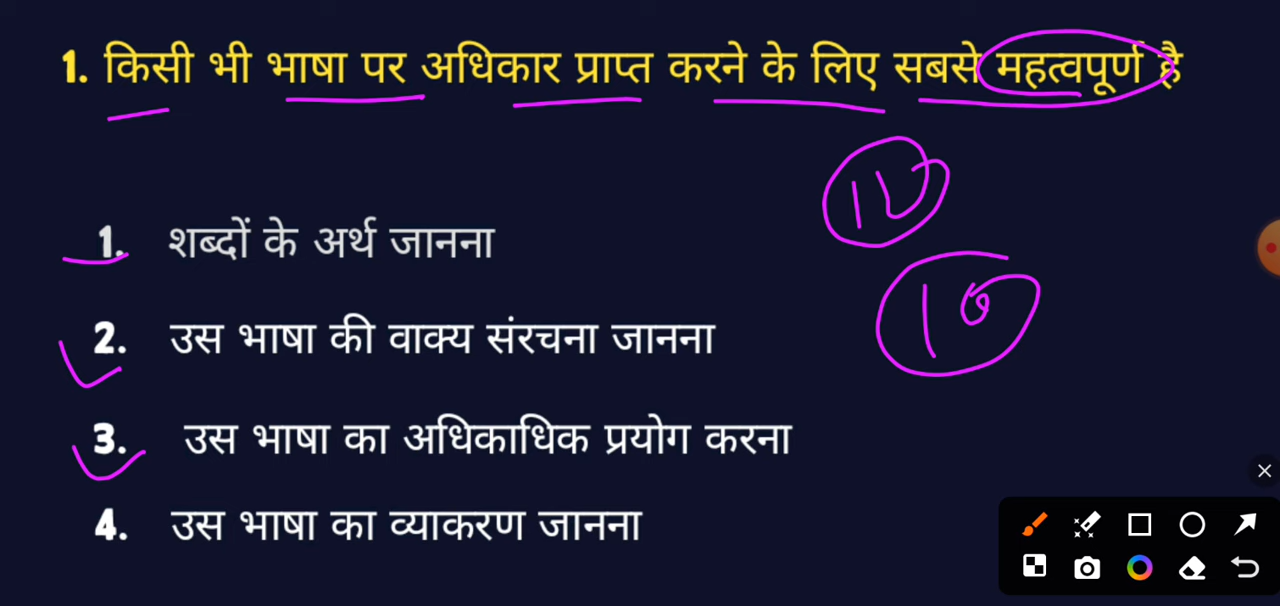 1. किसी भी भाषा पर अधिकार प्राप्त करने के लिए सबसे महत्वपूर्ण है
1. शब्दों के अर्थ जानना
2. उस भाषा की वाक्य संरचना जानना
3. उस भाषा का अधिकाधिक प्रयोग करना
4. उस भाषा का व्याकरण जानना